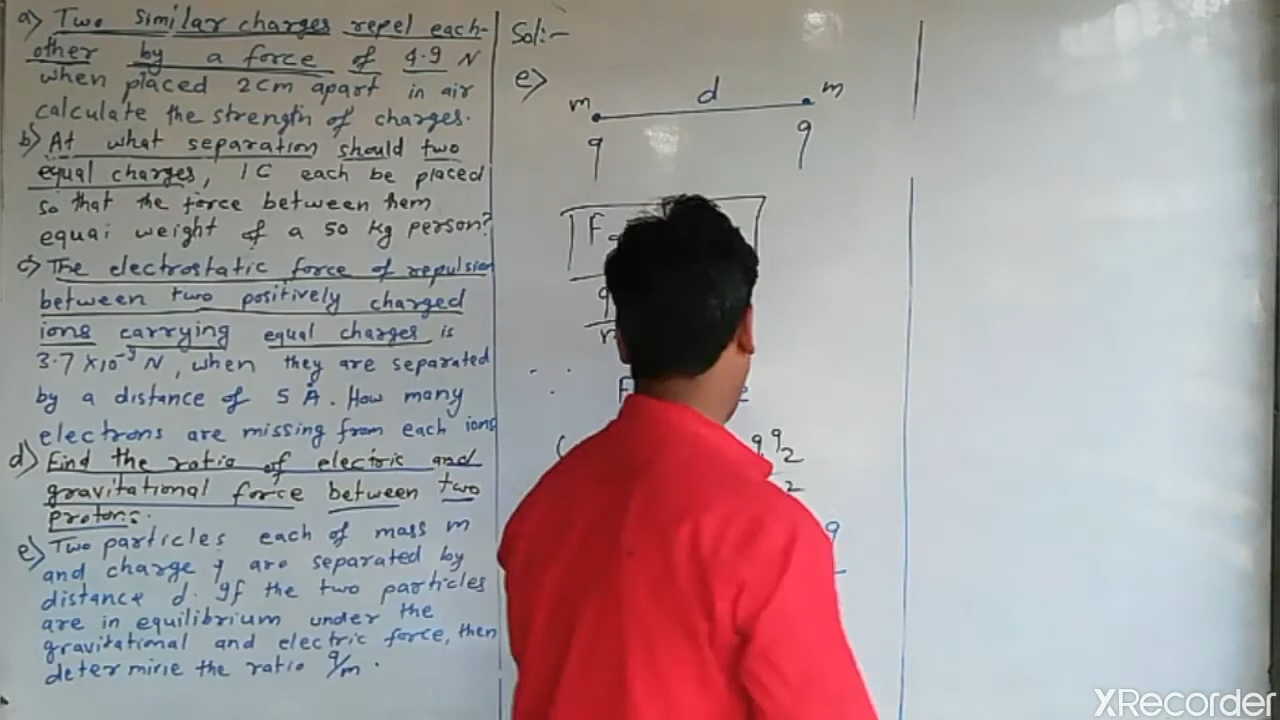 a) Two similar charges repel each-
other by a force of 4.9 N
when placed 2cm apart in air
calculate the strength of charges.
b) At what separation should two
equal charges, 1C each be placed
so that the force between them
equai weight of a 50 kg person?
c) The electrostatic force of repulsion
between two positively charged
ions carrying equal charges is
3.7 ×10⁻⁹ N, when they are separated
by a distance of 5 Å. How many
electrons are missing from each ions
d) Find the ratio of electric and
gravitational force between two
protons.
e) Two particles each of mass m
and charge q are separated by
distance d. If the two particles
are in equilibrium under the
gravitational and electric force, then
determine the ratio q/m.
Sol:-
e)
m d m
q q
F
q
F e
q q2
2
q
XRecorder